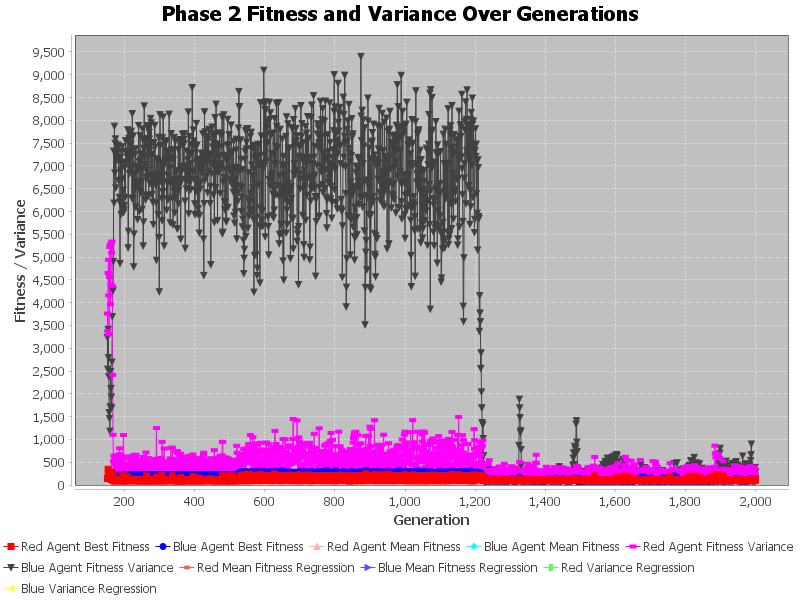 Phase 2 Fitness and Variance Over Generations
9,500
9,000
8,500
8,000
7,500
7,000
6,500
6,000
5,500
5,000
4,500
4,000
3,500
3,000
2,500
2,000
1,500
1,000
500
0
Fitness / Variance
200 400 600 800 1,000 1,200 1,400 1,600 1,800 2,000
Generation
Red Agent Best Fitness Blue Agent Best Fitness Red Agent Mean Fitness Blue Agent Mean Fitness Red Agent Fitness Variance
Blue Agent Fitness Variance Red Mean Fitness Regression Blue Mean Fitness Regression Red Variance Regression
Blue Variance Regression